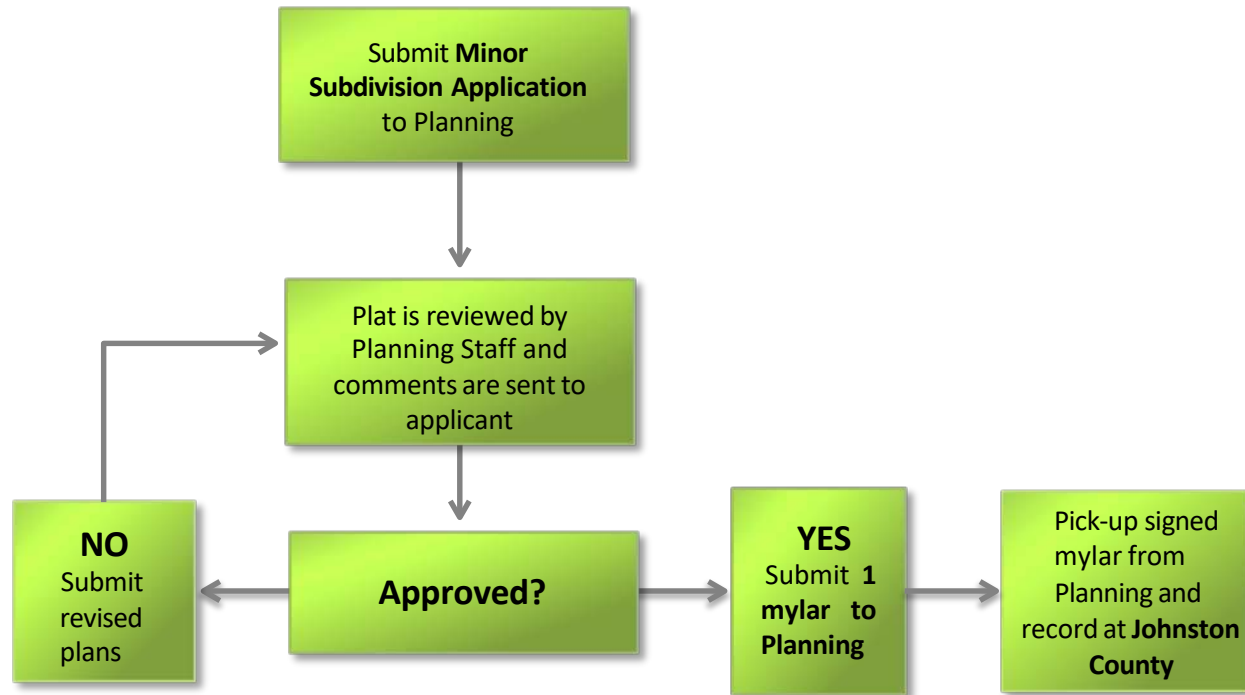 Submit Minor
Subdivision Application
to Planning
Plat is reviewed by
Planning Staff and
comments are sent to
applicant
Approved?
NO
Submit
revised
plans
YES
Submit 1
mylar to
Planning
Pick-up signed
mylar from
Planning and
record at Johnston
County